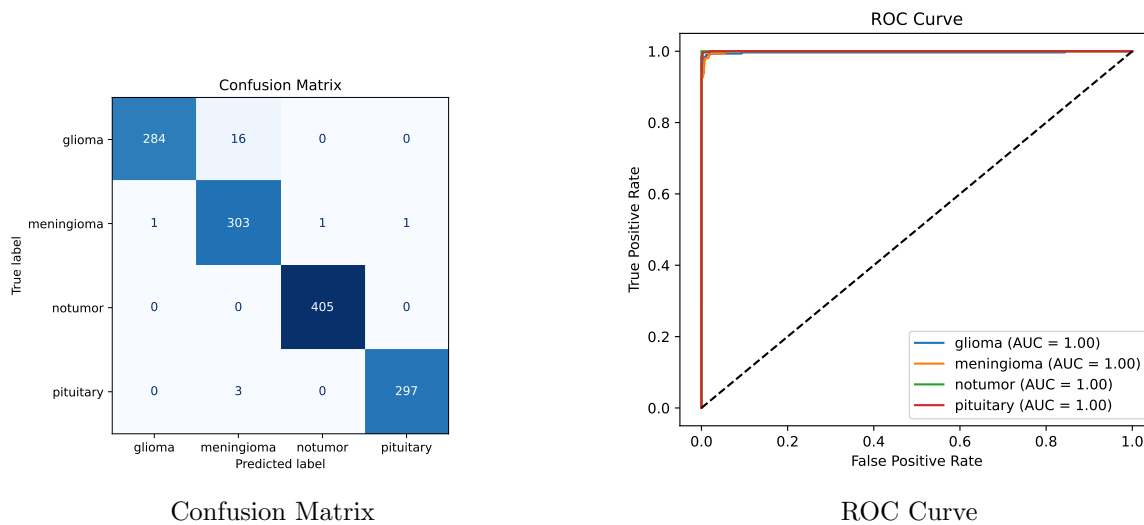 Confusion Matrix
glioma 284 16 0 0
meningioma 1 303 1 1
notumor 0 0 405 0
pituitary 0 3 0 297
True label
glioma meningioma notumor pituitary
Predicted label
Confusion Matrix
ROC Curve
1.0
0.8
0.6
0.4
0.2
0.0
True Positive Rate
0.0 0.2 0.4 0.6 0.8 1.0
False Positive Rate
glioma (AUC = 1.00)
meningioma (AUC = 1.00)
notumor (AUC = 1.00)
pituitary (AUC = 1.00)
ROC Curve